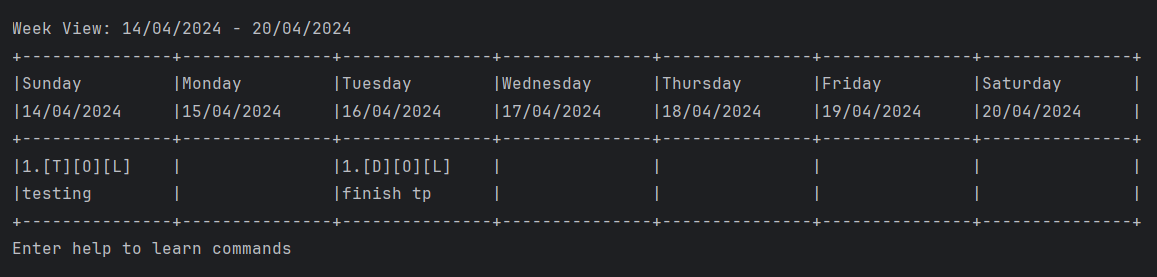 Week View: 14/04/2024 - 20/04/2024
+---------------+---------------+---------------+---------------+---------------+---------------+---------------+
|Sunday         |Monday         |Tuesday        |Wednesday      |Thursday       |Friday         |Saturday       |
|14/04/2024     |15/04/2024     |16/04/2024     |17/04/2024     |18/04/2024     |19/04/2024     |20/04/2024     |
+---------------+---------------+---------------+---------------+---------------+---------------+---------------+
|1.[T][O][L]    |               |1.[D][O][L]    |               |               |               |               |
|testing        |               |finish tp      |               |               |               |               |
+---------------+---------------+---------------+---------------+---------------+---------------+---------------+
Enter help to learn commands